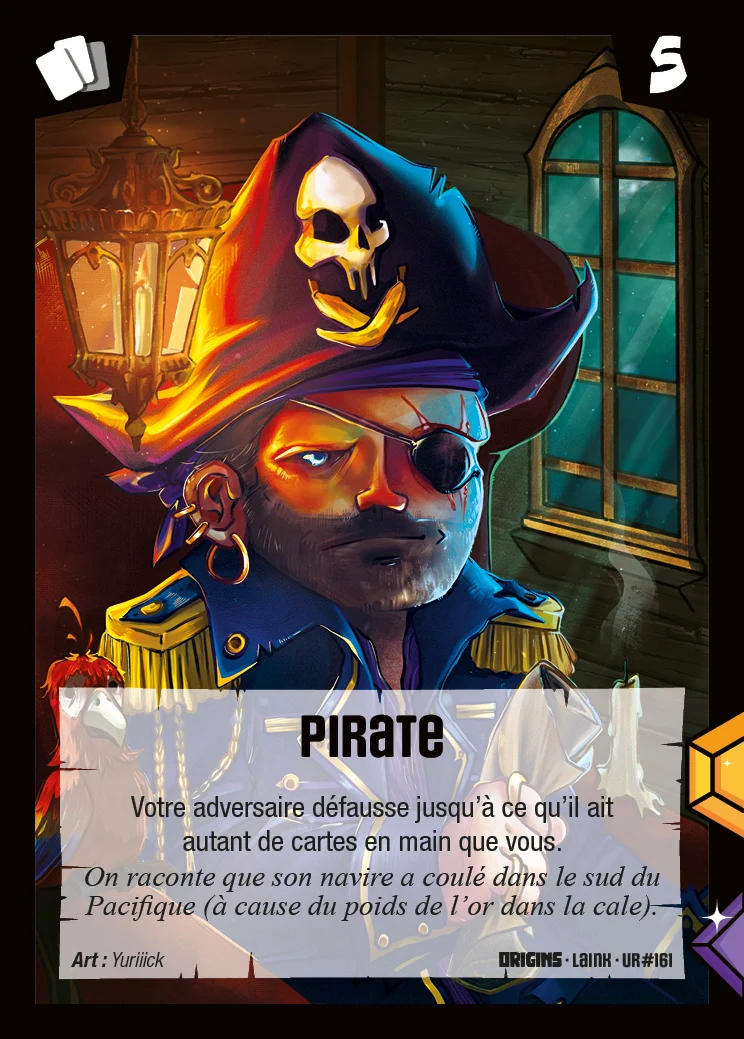 5
PIRATE
Votre adversaire défausse jusqu'à ce qu'il ait
autant de cartes en main que vous.
On raconte que son navire a coulé dans le sud du
Pacifique (à cause du poids de l'or dans la cale).
Art : Yuriiick
ORIGINS · LAINK · UR#161